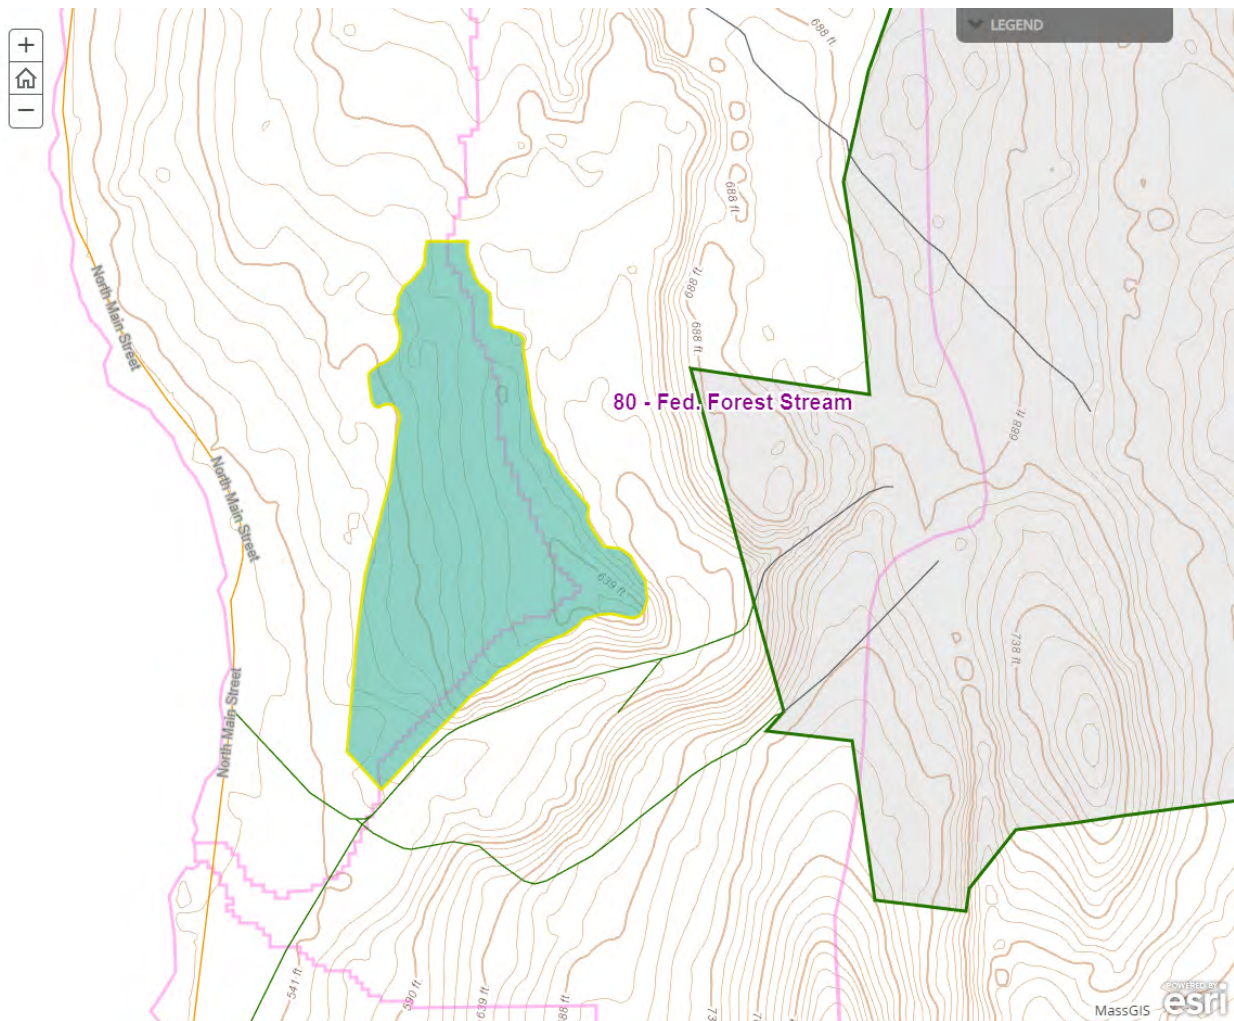 +
−
LEGEND
688 ft.
688 ft
North Main Street
688 ft
688 ft
80 - Fed. Forest Stream
688 ft
North Main Street
639 ft.
738 ft.
North Main Street
541 ft
590 ft
639 ft
MassGIS
POWERED BY
esri